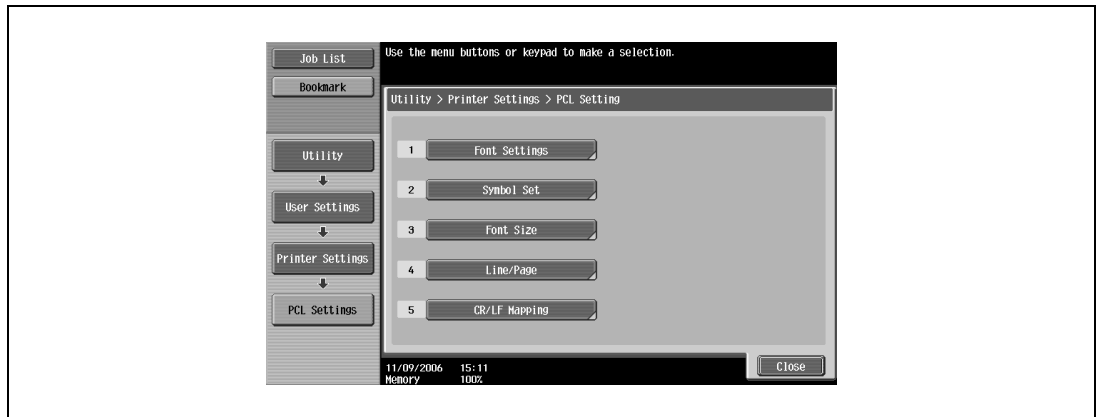 Job List
Bookmark
Utility
User Settings
Printer Settings
PCL Settings
Use the menu buttons or keypad to make a selection.
Utility > Printer Settings > PCL Setting
1 Font Settings
2 Symbol Set
3 Font Size
4 Line/Page
5 CR/LF Mapping
11/09/2006 15:11
Memory 100%
Close